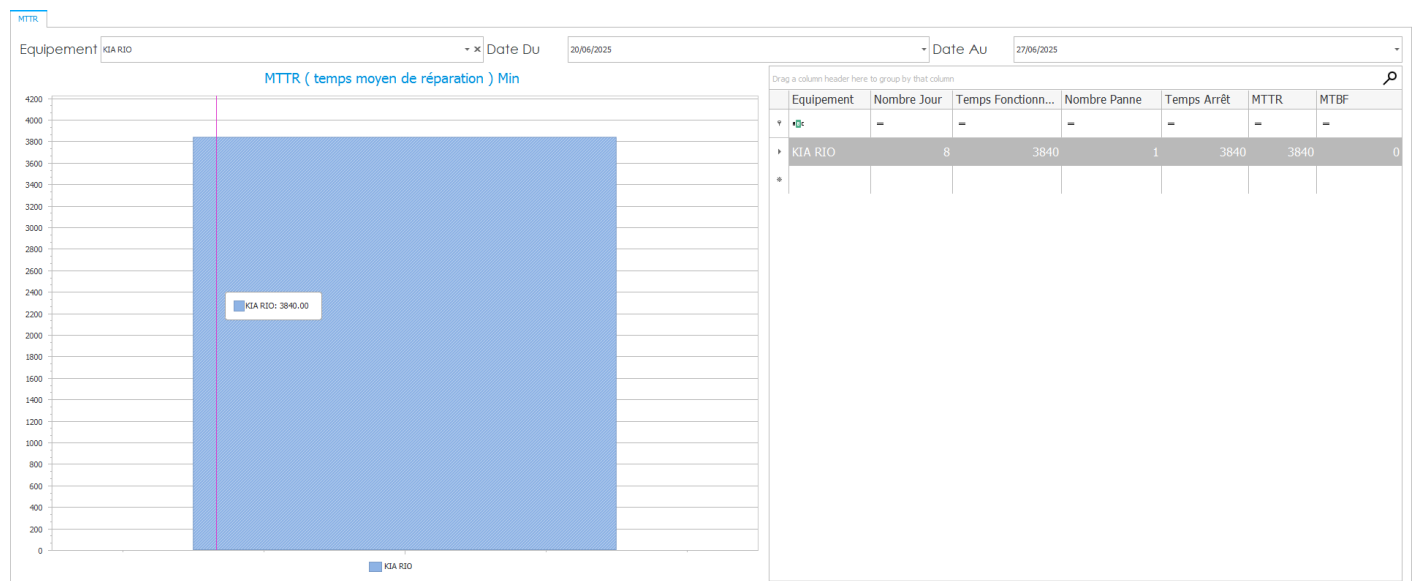 MTTR
Equipement KIA RIO Date Du 20/06/2025 Date Au 27/06/2025
MTTR ( temps moyen de réparation ) Min
4200
4000
3800
3600
3400
3200
3000
2800
2600
2400
2200
2000
1800
1600
1400
1200
1000
800
600
400
200
0
KIA RIO: 3840.00
KIA RIO
Drag a column header here to group by that column
Equipement Nombre Jour Temps Fonctionn... Nombre Panne Temps Arrêt MTTR MTBF
= = = = = =
KIA RIO 8 3840 1 3840 3840 0